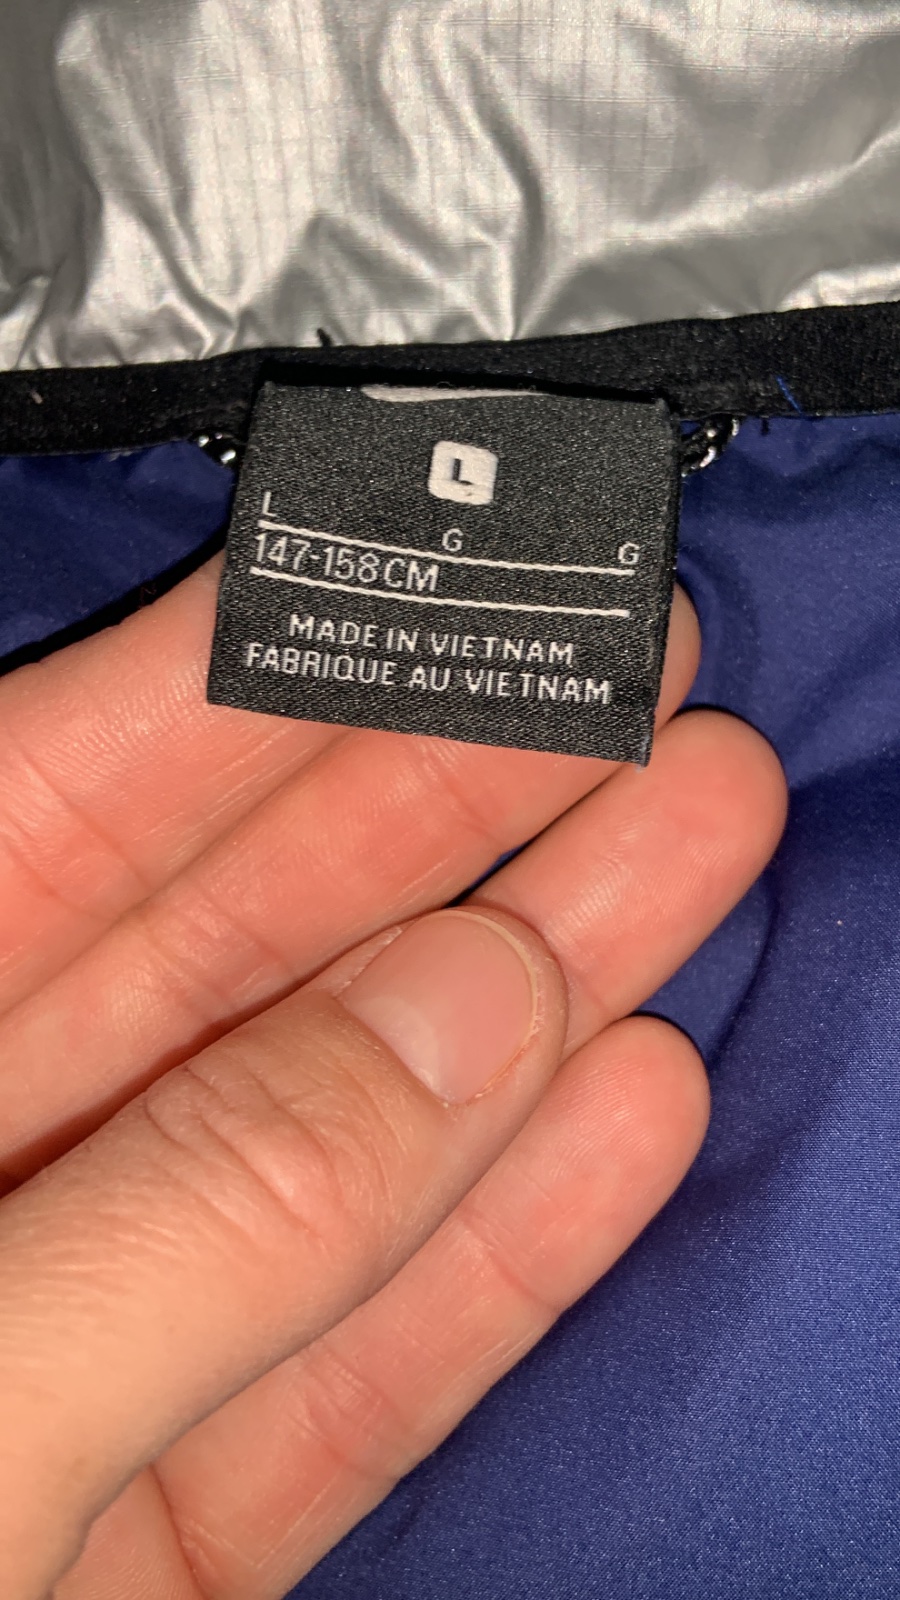 L
L G G
147-158CM
MADE IN VIETNAM
FABRIQUE AU VIETNAM